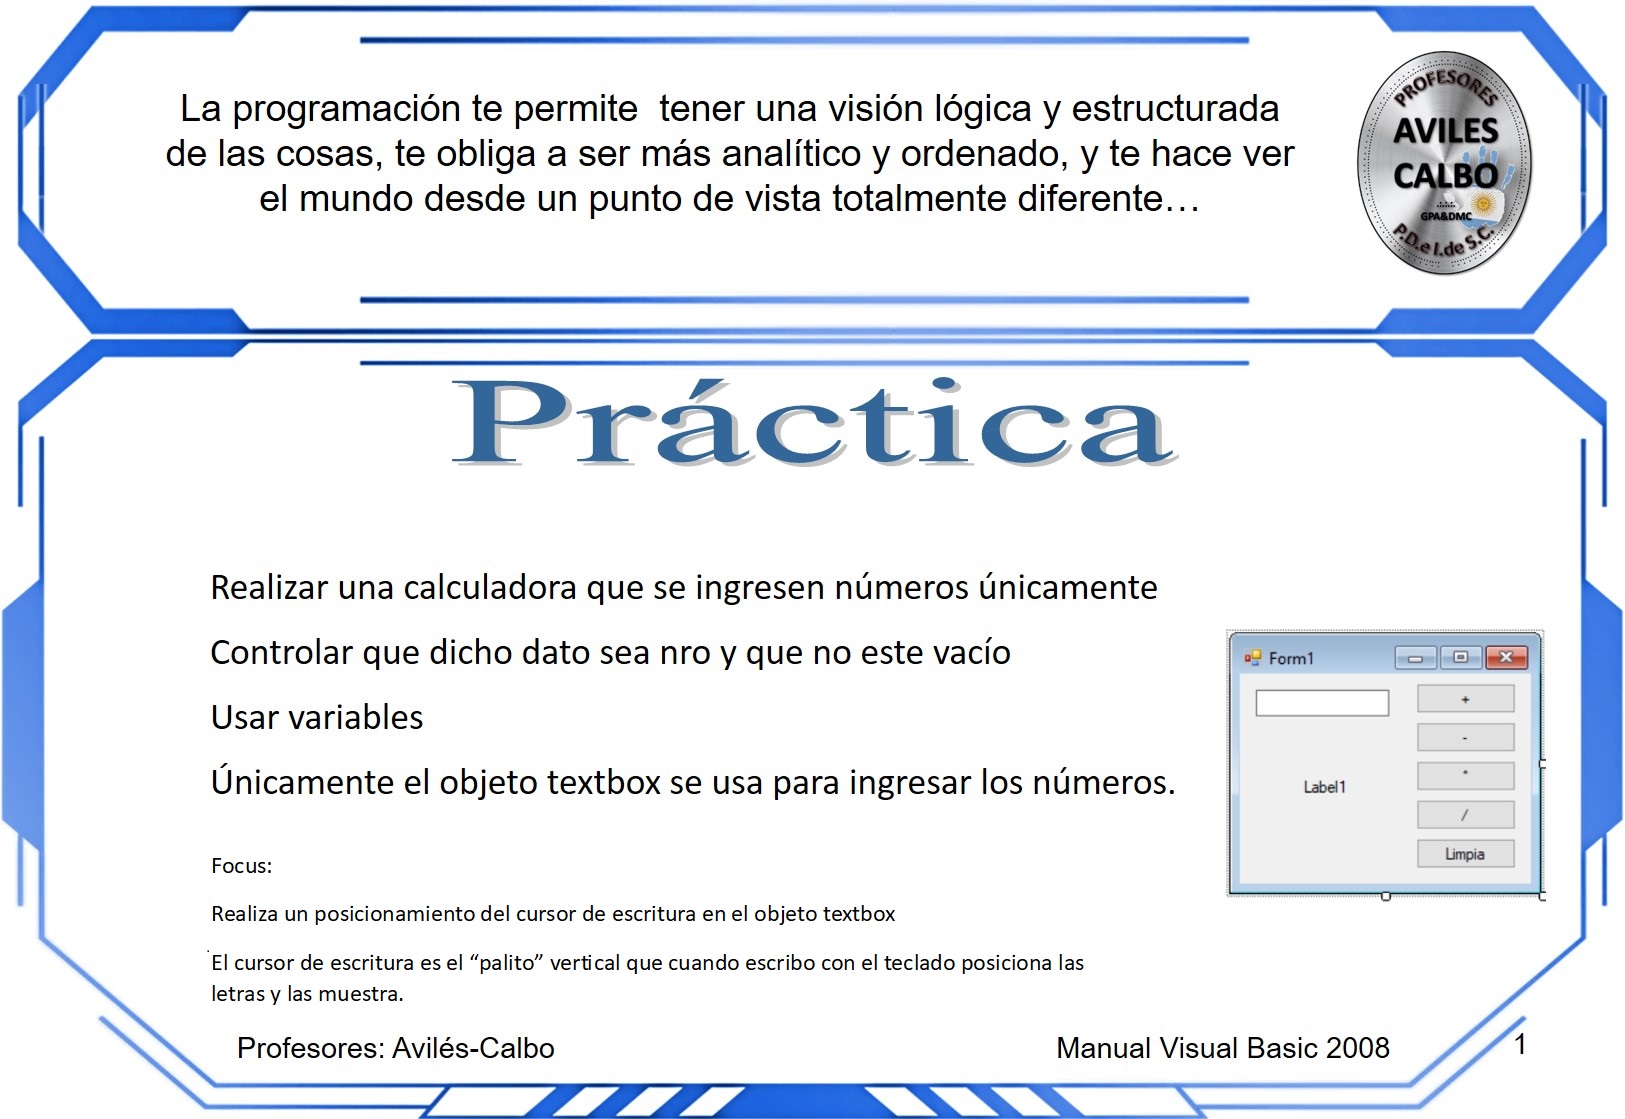 La programación te permite  tener una visión lógica y estructurada
de las cosas, te obliga a ser más analítico y ordenado, y te hace ver
el mundo desde un punto de vista totalmente diferente…
PROFESORES
AVILES
CALBO
GPA&DMC
P.D.e I.de S.C.
Práctica
Realizar una calculadora que se ingresen números únicamente
Controlar que dicho dato sea nro y que no este vacío
Usar variables
Únicamente el objeto textbox se usa para ingresar los números.
Form1
+
-
*
Label1
/
Limpia
Focus:
Realiza un posicionamiento del cursor de escritura en el objeto textbox
El cursor de escritura es el “palito” vertical que cuando escribo con el teclado posiciona las
letras y las muestra.
Profesores: Avilés-Calbo
Manual Visual Basic 2008
1